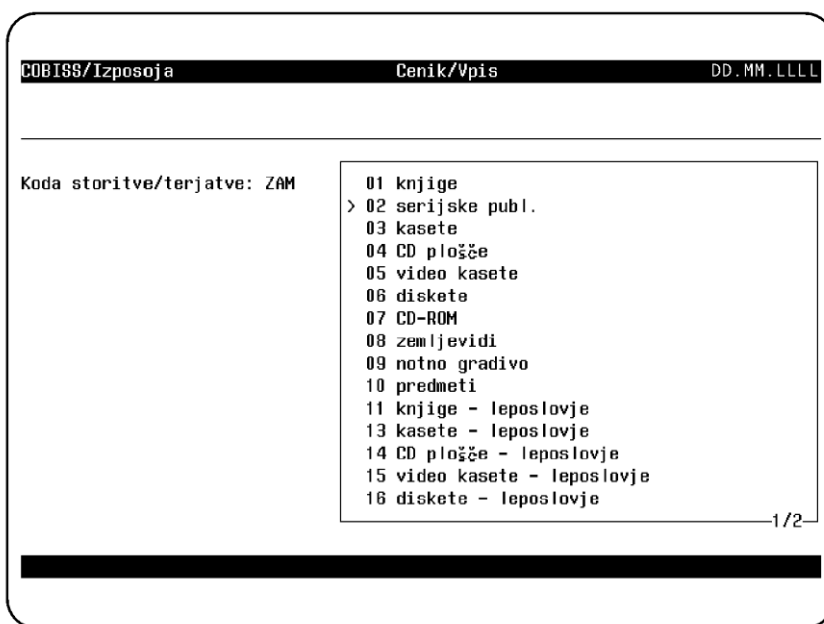 COBISS/Izposoja Cenik/Vpis DD.MM.LLLL
Koda storitve/terjatve: ZAM
01 knjige
> 02 serijske publ.
03 kasete
04 CD plošče
05 video kasete
06 diskete
07 CD-ROM
08 zemljevidi
09 notno gradivo
10 predmeti
11 knjige - leposlovje
13 kasete - leposlovje
14 CD plošče - leposlovje
15 video kasete - leposlovje
16 diskete - leposlovje
1/2